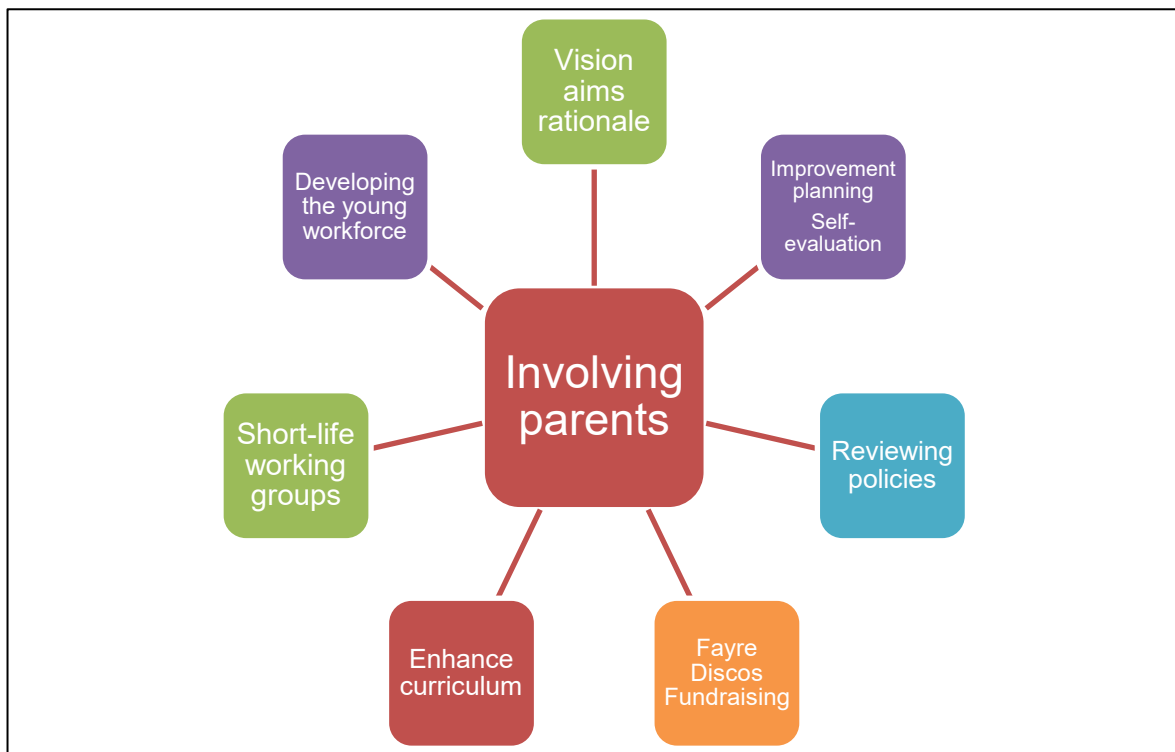 Vision
aims
rationale
Improvement
planning
Self-
evaluation
Reviewing
policies
Fayre
Discos
Fundraising
Enhance
curriculum
Short-life
working
groups
Developing
the young
workforce
Involving
parents